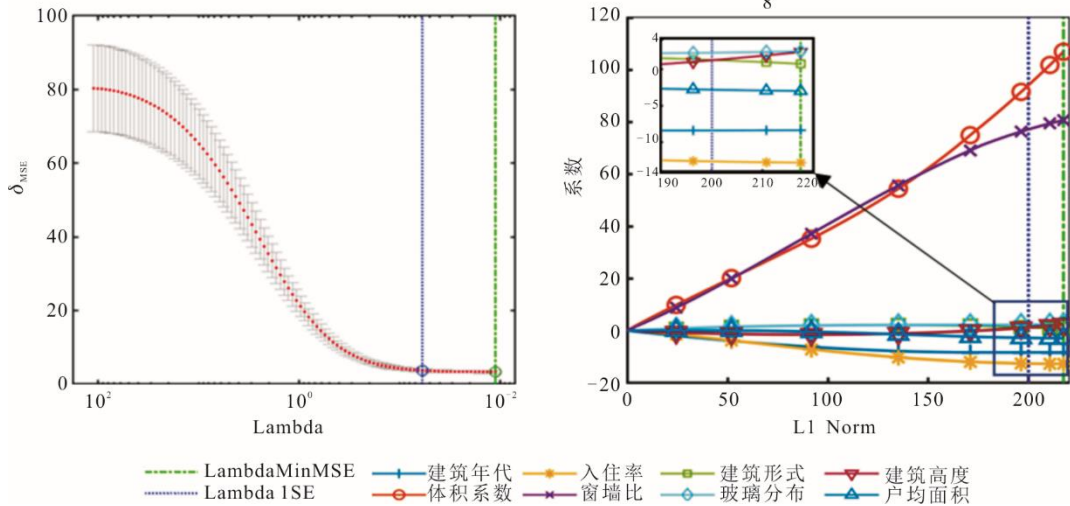 8
100
80
60
40
20
0
δMSE
10²
10⁰
10⁻²
Lambda
120
100
80
60
40
20
0
-20
系数
0
50
100
150
200
L1 Norm
4
0
-5
-10
-14
190
200
210
220
LambdaMinMSE
建筑年代
入住率
建筑形式
建筑高度
Lambda 1SE
体积系数
窗墙比
玻璃分布
户均面积